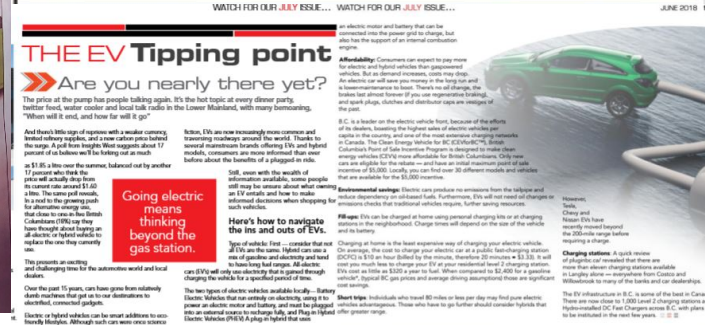 WATCH FOR OUR JULY ISSUE... WATCH FOR OUR JULY ISSUE...
JUNE 2018
THE EV Tipping point
Are you nearly there yet?
The price at the pump has people talking again. It's the hot topic at every dinner party,
twitter feed, water cooler and local talk radio in the Lower Mainland, with many bemoaning,
"When will it end, and how far will it go"
And there's little sign of reprieve with a weaker currency,
limited refinery supplies, and a new carbon price behind
the surge. A poll from Insights West suggests about 17
percent of us believe we'll be forking out as much
as $1.85 a litre over the summer, balanced out by another
17 percent who think the
price will actually drop from
its current rate around $1.60
a litre. The same poll reveals,
in a nod to the growing push
for alternative energy use,
that close to one-in-five British
Columbians (18%) say they
have thought about buying an
all-electric or hybrid vehicle to
replace the one they currently
use.
This presents an exciting
and challenging time for the automotive world and local
dealers.
Over the past 15 years, cars have gone from relatively
dumb machines that get us to our destinations to
electrified, connected gadgets.
Electric or hybrid vehicles can be smart additions to eco-
friendly lifestyles. Although such cars were once science
fiction, EVs are now increasingly more common and
traversing roadways around the world. Thanks to
several mainstream brands offering EVs and hybrid
models, consumers are more informed than ever
before about the benefits of a plugged-in ride.
Still, even with the wealth of
information available, some people
still may be unsure about what owning
an EV entails and how to make
informed decisions when shopping for
such vehicles.
Going electric
means
thinking
beyond the
gas station.
Here's how to navigate
the ins and outs of EVs.
Type of vehicle: First — consider that not
all EVs are the same. Hybrid cars use a
mix of gasoline and electricity and tend
to have long fuel ranges. All-electric
cars (EV's) will only use electricity that is gained through
charging the vehicle for a specified period of time.
The two types of electric vehicles available locally— Battery
Electric Vehicles that run entirely on electricity, using it to
power an electric motor and battery, and must be plugged
into an external source to recharge fully, and Plug-in Hybrid
Electric Vehicles (PHEV) A plug-in hybrid that uses
an electric motor and battery that can be
connected into the power grid to charge, but
also has the support of an internal combustion
engine.
Affordability: Consumers can expect to pay more
for electric and hybrid vehicles than gaspowered
vehicles. But as demand increases, costs may drop.
An electric car will save you money in the long run and
is lower-maintenance to boot. There's no oil change, the
brakes last almost forever (if you use regenerative braking),
and spark plugs, clutches and distributor caps are vestiges of
the past.
B.C. is a leader on the electric vehicle front, because of the efforts
of its dealers, boasting the highest sales of electric vehicles per
capita in the country, and one of the most extensive charging networks
in Canada. The Clean Energy Vehicle for BC (CEVforBC™), British
Columbia's Point of Sale Incentive Program is designed to make clean
energy vehicles (CEVs) more affordable for British Columbians. Only new
cars are eligible for the rebate — and have an initial maximum point of sale
incentive of $5,000. Locally, you can find over 30 different models and vehicles
that are available for the $5,000 incentive.
Environmental savings: Electric cars produce no emissions from the tailpipe and
reduce dependency on oil-based fuels. Furthermore, EVs will not need oil changes or
emissions checks that traditional vehicles require, further saving resources.
Fill-ups: EVs can be charged at home using personal charging kits or at charging
stations in the neighborhood. Charge times will depend on the size of the vehicle
and its battery.
Charging at home is the least expensive way of charging your electric vehicle.
On average, the cost to charge your electric car at a public fast-charging station
(DCFC) is $10 an hour (billed by the minute, therefore 20 minutes = $3.33). It will
cost you much less to charge your EV at your residential level 2 charging station.
EVs cost as little as $320 a year to fuel. When compared to $2,400 for a gasoline
vehicle*, (typical BC gas prices and average driving assumptions) those are significant
cost savings.
Short trips: Individuals who travel 80 miles or less per day may find pure electric
vehicles advantageous. Those who have to go further should consider hybrids that
offer greater range.
However,
Tesla,
Chevy and
Nissan EVs have
recently moved beyond
the 200-mile range before
requiring a charge.
Charging stations: A quick review
of plugintbc.ca/ revealed that there are
more than eleven charging stations available
in Langley alone — everywhere from Costco and
Willowbrook to many of the banks and car dealerships.
The EV infrastructure in B.C. is some of the best in Cana
There are now close to 1,000 Level 2 charging stations a
Hydro-installed DC Fast Chargers across B.C. with plans
to be instituted in the next few years.